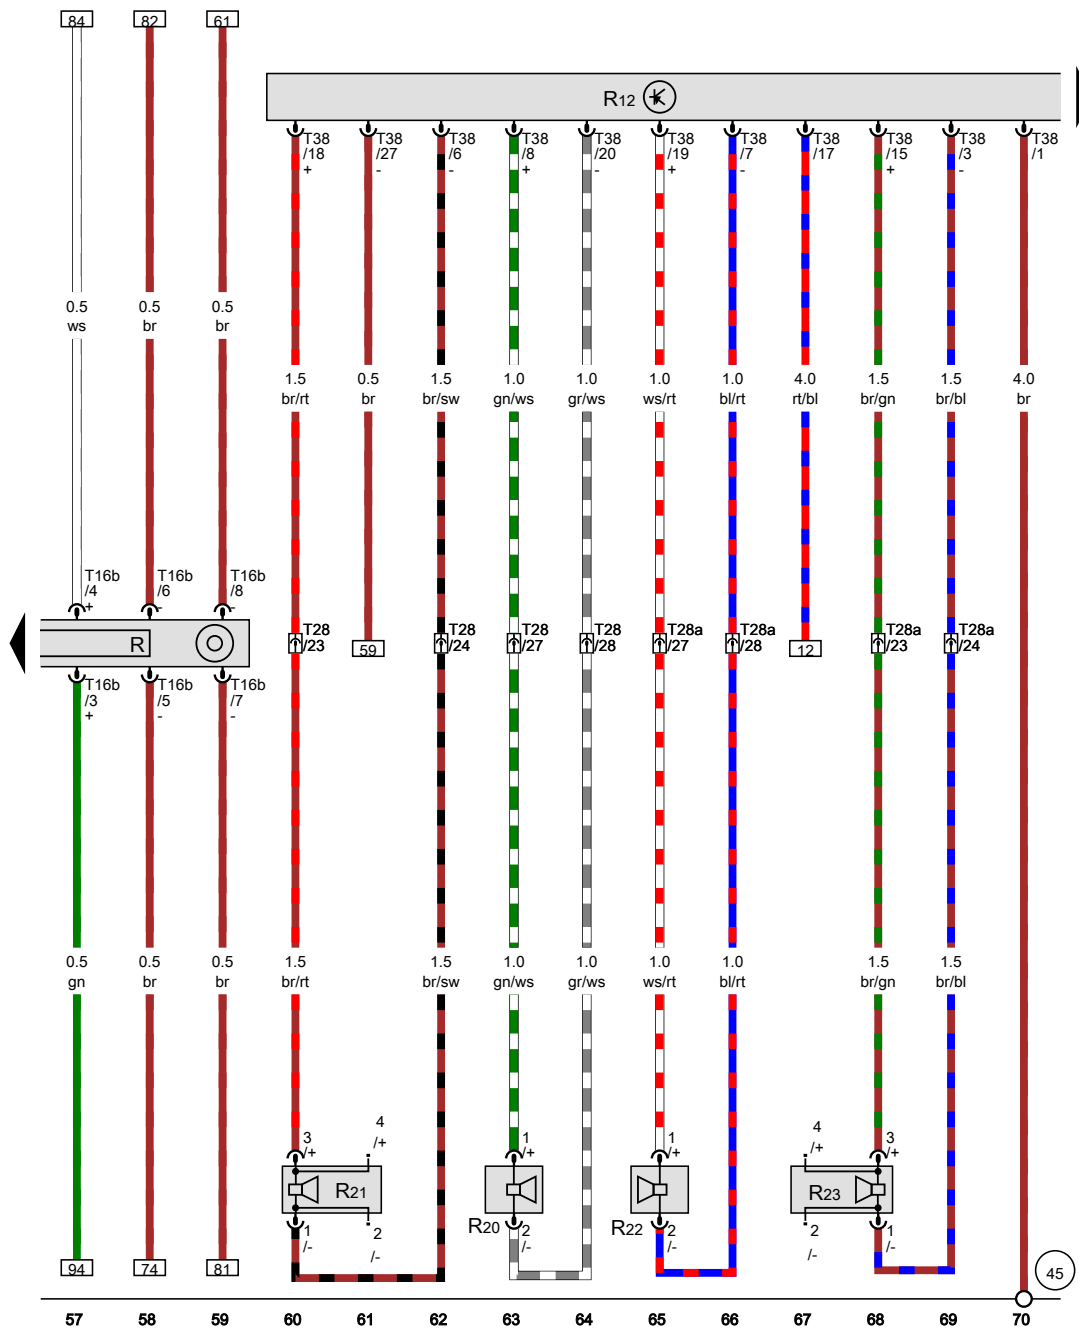 84 82 61
R12
T38 T38 T38 T38 T38 T38 T38 T38 T38 T38 T38
/18 /27 /6 /8 /20 /19 /7 /17 /15 /3 /1
+ - - + - + - + -
0.5 0.5 0.5
ws br br
1.5 0.5 1.5 1.0 1.0 1.0 1.0 4.0 1.5 1.5 4.0
br/rt br br/sw gn/ws gr/ws ws/rt bl/rt rt/bl br/gn br/bl br
T16b T16b T16b
/4 /6 /8
+ - -
T28 T28 T28 T28 T28a T28a T28a T28a
/23 /24 /27 /28 /27 /28 /23 /24
R
59 12
T16b T16b T16b
/3 /5 /7
+ - -
0.5 0.5 0.5 1.5 1.5 1.0 1.0 1.0 1.0 1.5 1.5
gn br br br/rt br/sw gn/ws gr/ws ws/rt bl/rt br/gn br/bl
3 4 1 1 4 3
/+ /+ /+ /+ /+ /+
R21 R23
R20 R22
1 2 2 2 2 1
/- /- /- /- /- /-
94 74 81
45
57 58 59 60 61 62 63 64 65 66 67 68 69 70